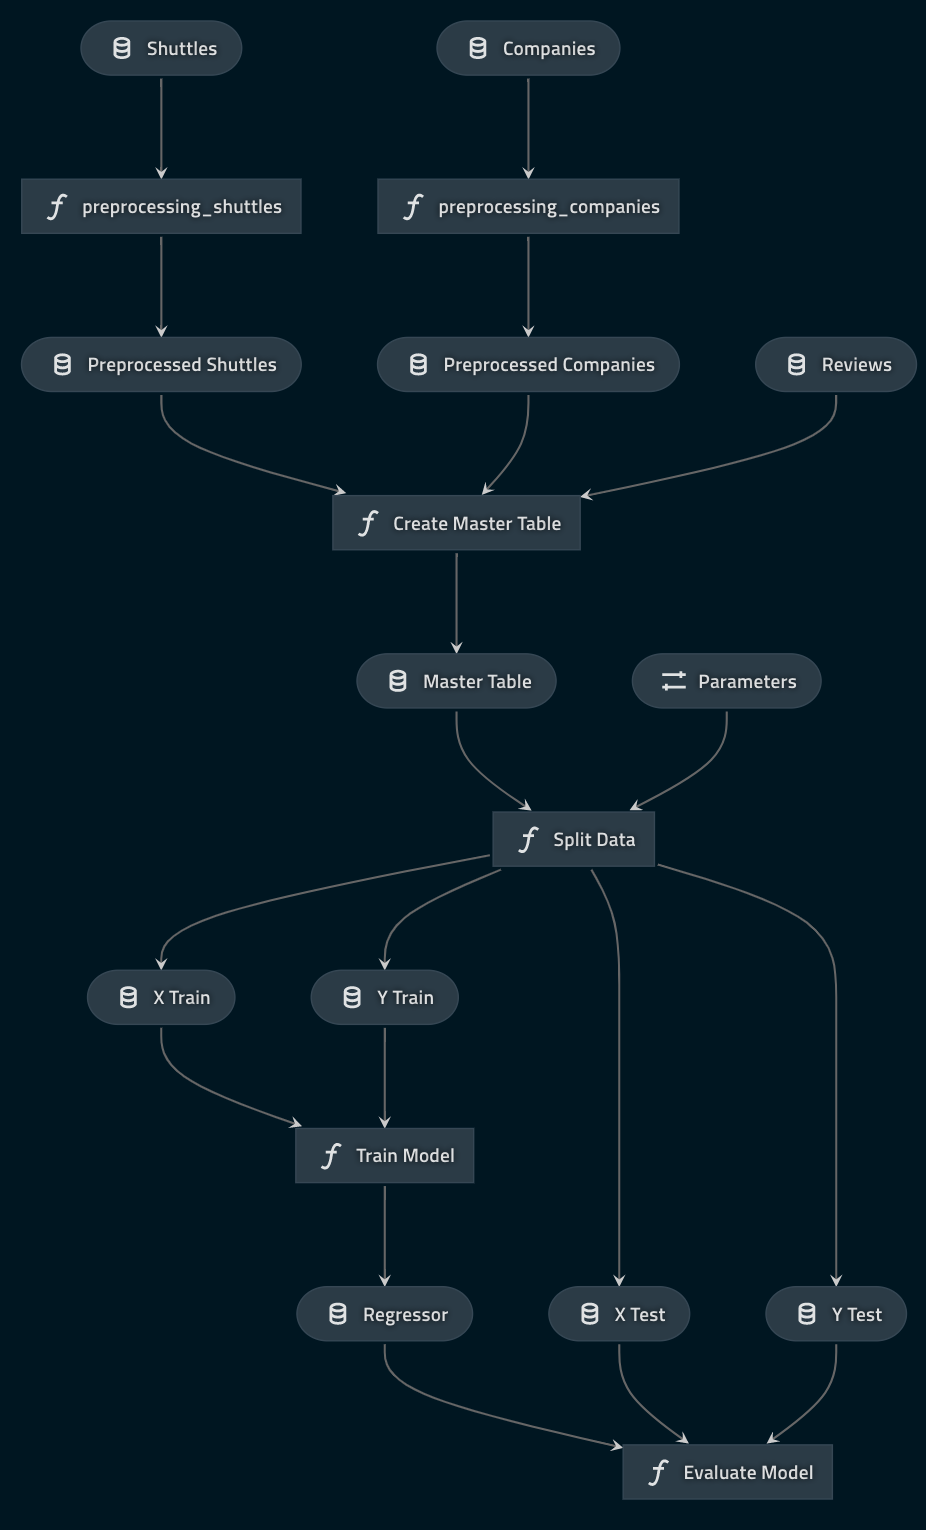 Shuttles
Companies
preprocessing_shuttles
preprocessing_companies
Preprocessed Shuttles
Preprocessed Companies
Reviews
Create Master Table
Master Table
Parameters
Split Data
X Train
Y Train
Train Model
Regressor
X Test
Y Test
Evaluate Model